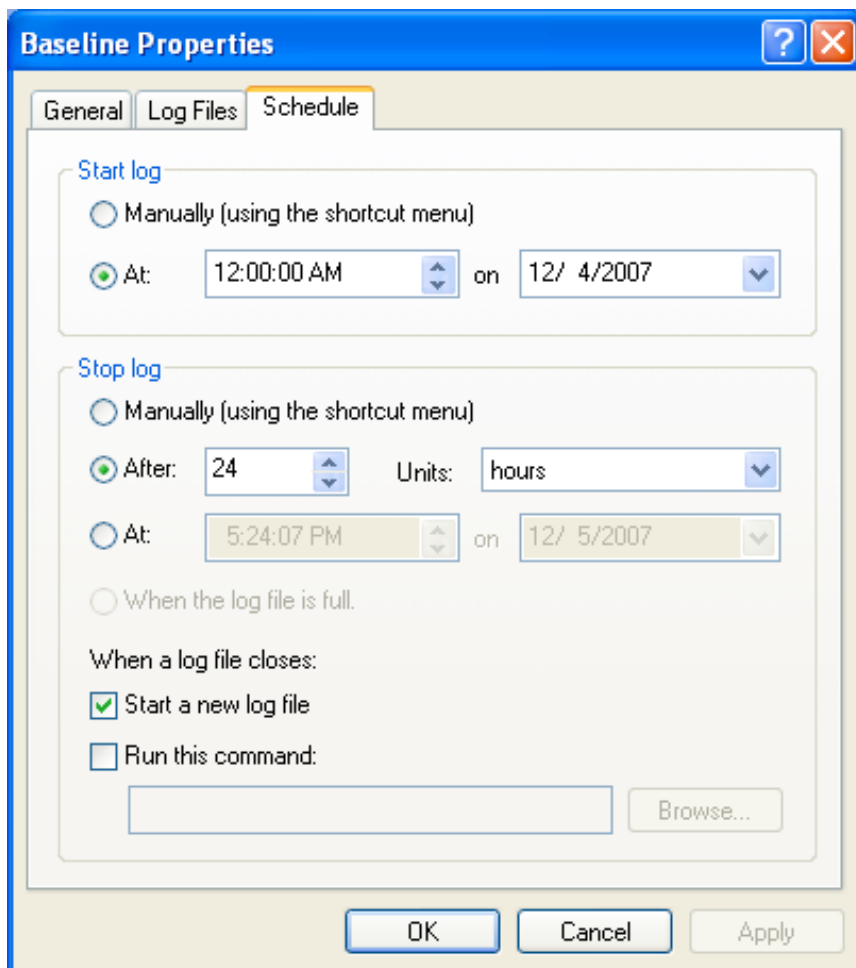 Baseline Properties
General Log Files Schedule
Start log
Manually (using the shortcut menu)
At: 12:00:00 AM on 12/ 4/2007
Stop log
Manually (using the shortcut menu)
After: 24 Units: hours
At: 5:24:07 PM on 12/ 5/2007
When the log file is full.
When a log file closes:
Start a new log file
Run this command:
Browse...
OK Cancel Apply